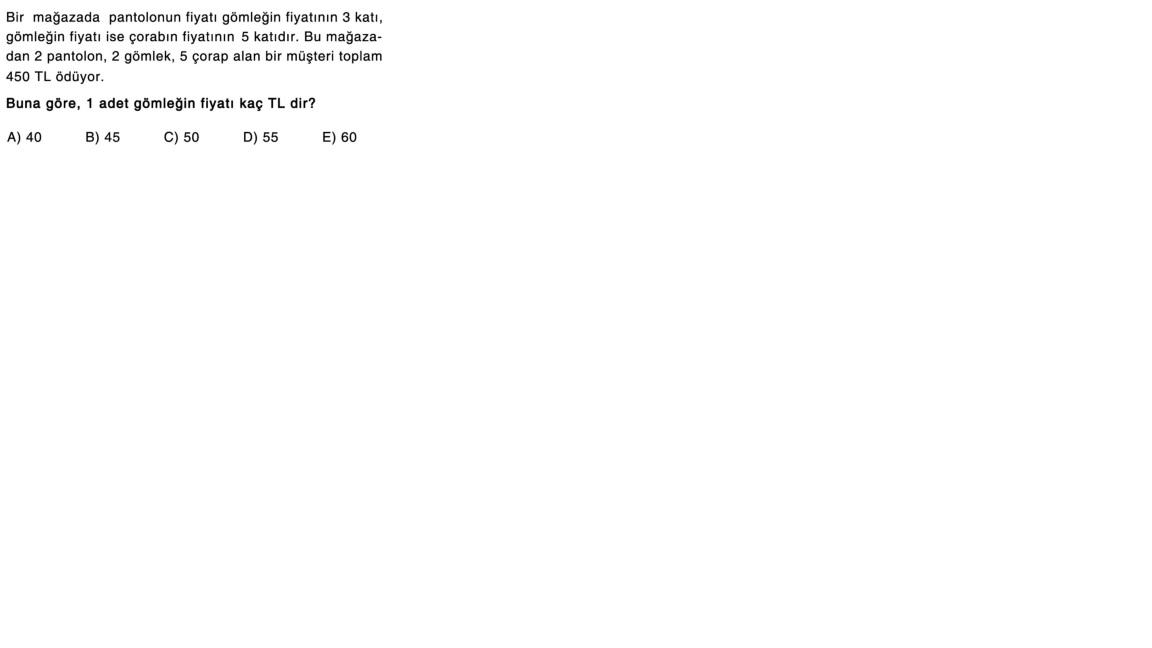 Bir mağazada pantolonun fiyatı gömleğin fiyatının 3 katı,
gömleğin fiyatı ise çorabın fiyatının 5 katıdır. Bu mağaza-
dan 2 pantolon, 2 gömlek, 5 çorap alan bir müşteri toplam
450 TL ödüyor.
Buna göre, 1 adet gömleğin fiyatı kaç TL dir?
A) 40 B) 45 C) 50 D) 55 E) 60